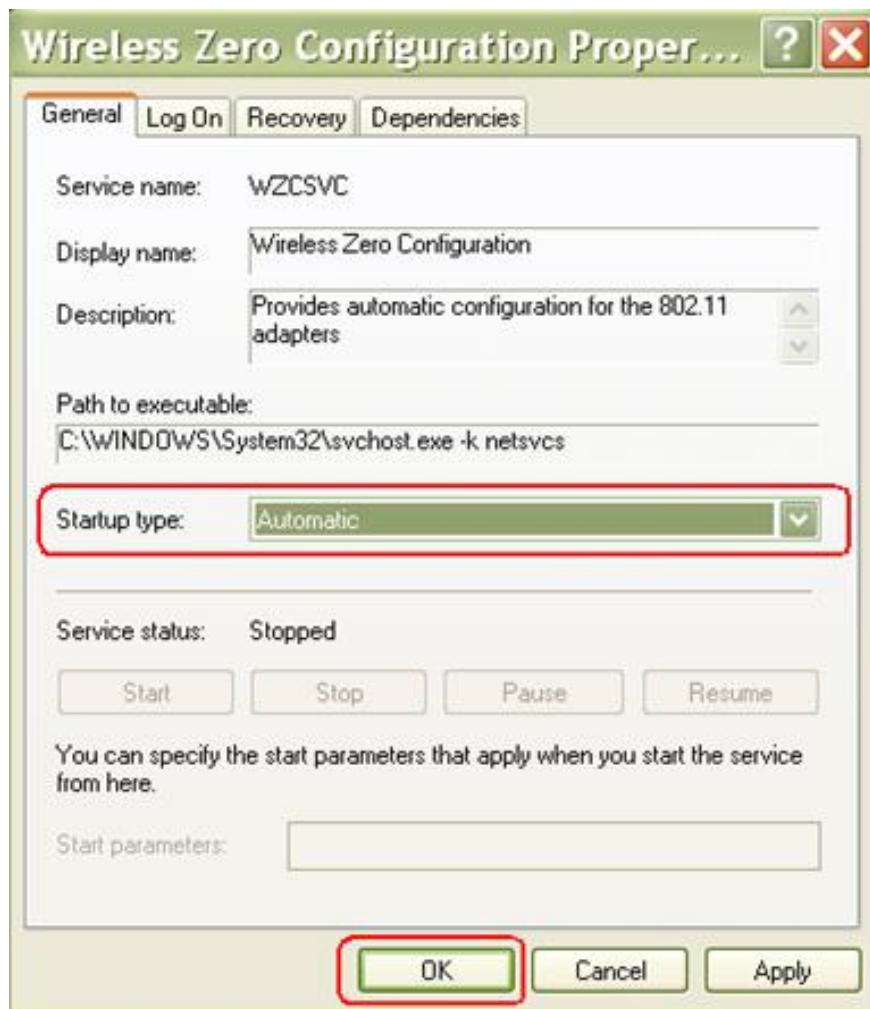 Wireless Zero Configuration Proper... ?
General Log On Recovery Dependencies
Service name: WZCSVC
Display name: Wireless Zero Configuration
Description: Provides automatic configuration for the 802.11
adapters
Path to executable:
C:\WINDOWS\System32\svchost.exe -k netsvcs
Startup type: Automatic
Service status: Stopped
Start Stop Pause Resume
You can specify the start parameters that apply when you start the service
from here.
Start parameters:
OK Cancel Apply